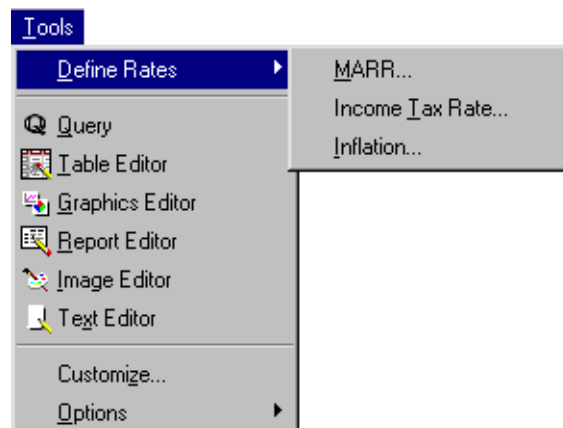 Tools
Define Rates
MARR...
Income Tax Rate...
Inflation...
Query
Table Editor
Graphics Editor
Report Editor
Image Editor
Text Editor
Customize...
Options